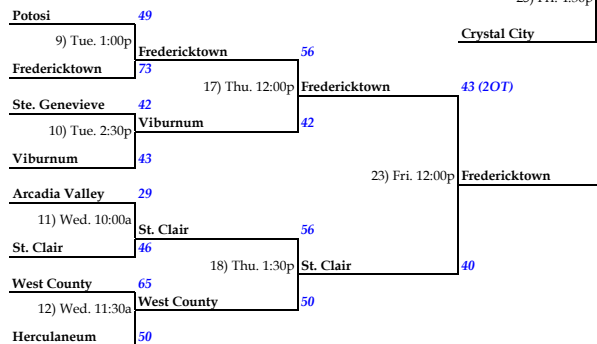 Potosi 49
9) Tue. 1:00p
Fredericktown 56
Fredericktown 73
17) Thu. 12:00p
Fredericktown 43 (2OT)
Ste. Genevieve 42
10) Tue. 2:30p
Viburnum 42
Viburnum 43
23) Fri. 12:00p
Fredericktown
Arcadia Valley 29
11) Wed. 10:00a
St. Clair 56
St. Clair 46
18) Thu. 1:30p
St. Clair 40
West County 65
12) Wed. 11:30a
West County 50
Herculaneum 50
Crystal City